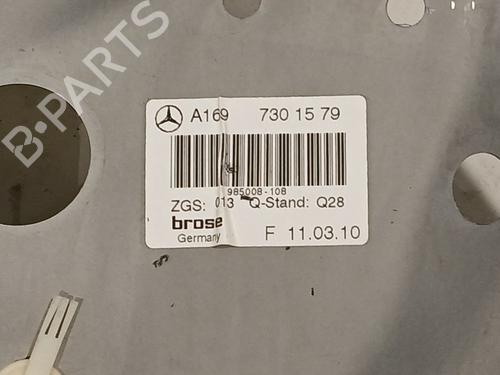 B-PARTS
A169 730 15 79
985008-108
ZGS: 013 Q-Stand: Q28
brose
Germany F 11.03.10